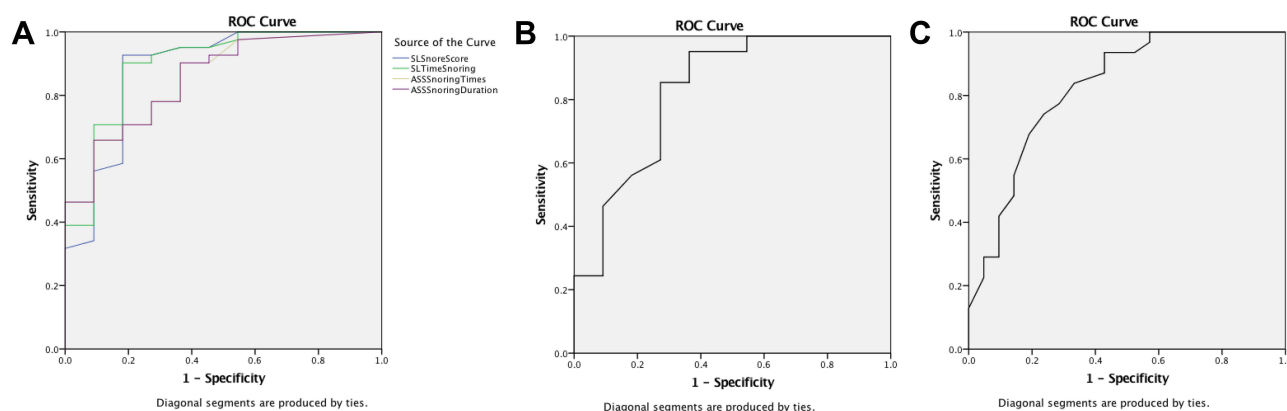 A
ROC Curve
Sensitivity
1.0
0.8
0.6
0.4
0.2
0.0
0.0 0.2 0.4 0.6 0.8 1.0
1 - Specificity
Diagonal segments are produced by ties.
Source of the Curve
SLSnoreScore
SLTimeSnoring
ASSSnoringTimes
ASSSnoringDuration
B
ROC Curve
Sensitivity
1.0
0.8
0.6
0.4
0.2
0.0
0.0 0.2 0.4 0.6 0.8 1.0
1 - Specificity
Diagonal segments are produced by ties.
C
ROC Curve
Sensitivity
1.0
0.8
0.6
0.4
0.2
0.0
0.0 0.2 0.4 0.6 0.8 1.0
1 - Specificity
Diagonal segments are produced by ties.